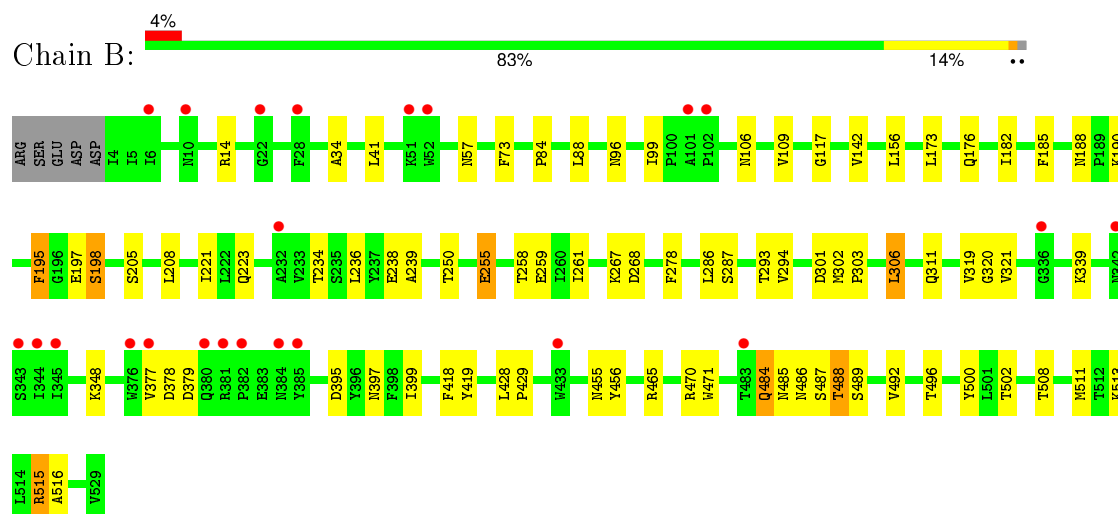 4%
Chain B:
83% 14% ••
ARG SER GLU ASP ASP I4 I5 I6 N10 R14 G22 F28 A34 L41 K51 W52 N57 F73 P84 L88 N96 I99 P100 A101 P102 N106 V109 G117 V142 L156 L173 Q176 I182 F185 N188 P189 K190
F195 G196 E197 S198 S205 L208 I221 L222 Q223 A232 V233 T234 S235 L236 Y237 E238 A239 T250 E255 T258 E259 I260 I261 K267 D268 F278 L286 S287 T293 V294 D301 M302 P303 L306 Q311 V319 G320 V321 G336 K339 N342
S343 I344 I345 K348 W376 V377 D378 D379 Q380 R381 P382 E383 N384 Y385 D395 Y396 N397 F398 I399 F418 Y419 L428 P429 W433 N455 Y456 R465 R470 W471 T483 Q484 N485 N486 S487 T488 S489 V492 T496 Y500 L501 T502 T508 M511 T512 K513
L514 R515 A516 V529